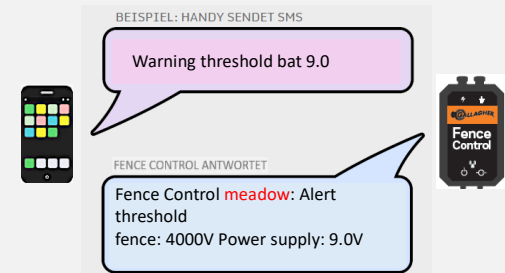 BEISPIEL: HANDY SENDET SMS
Warning threshold bat 9.0
GALLAGHER
Fence
Control
FENCE CONTROL ANTWORTET
Fence Control meadow: Alert
threshold
fence: 4000V Power supply: 9.0V